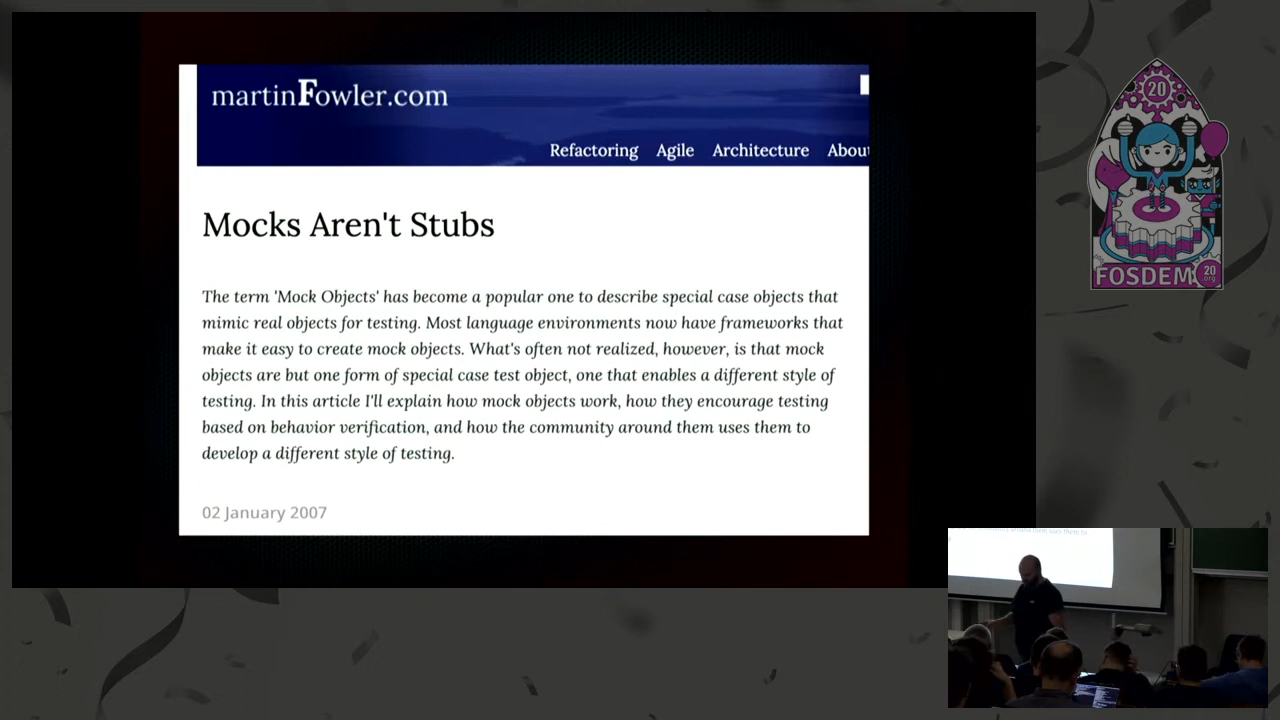 martinFowler.com
Refactoring Agile Architecture About
Mocks Aren't Stubs
The term 'Mock Objects' has become a popular one to describe special case objects that
mimic real objects for testing. Most language environments now have frameworks that
make it easy to create mock objects. What's often not realized, however, is that mock
objects are but one form of special case test object, one that enables a different style of
testing. In this article I'll explain how mock objects work, how they encourage testing
based on behavior verification, and how the community around them uses them to
develop a different style of testing.
02 January 2007
20
FOSDEM
20
.org